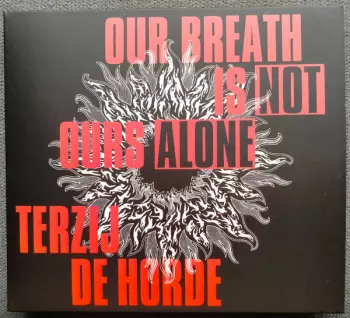 OUR BREATH
IS NOT
OURS ALONE
TERZIJ
DE HORDE